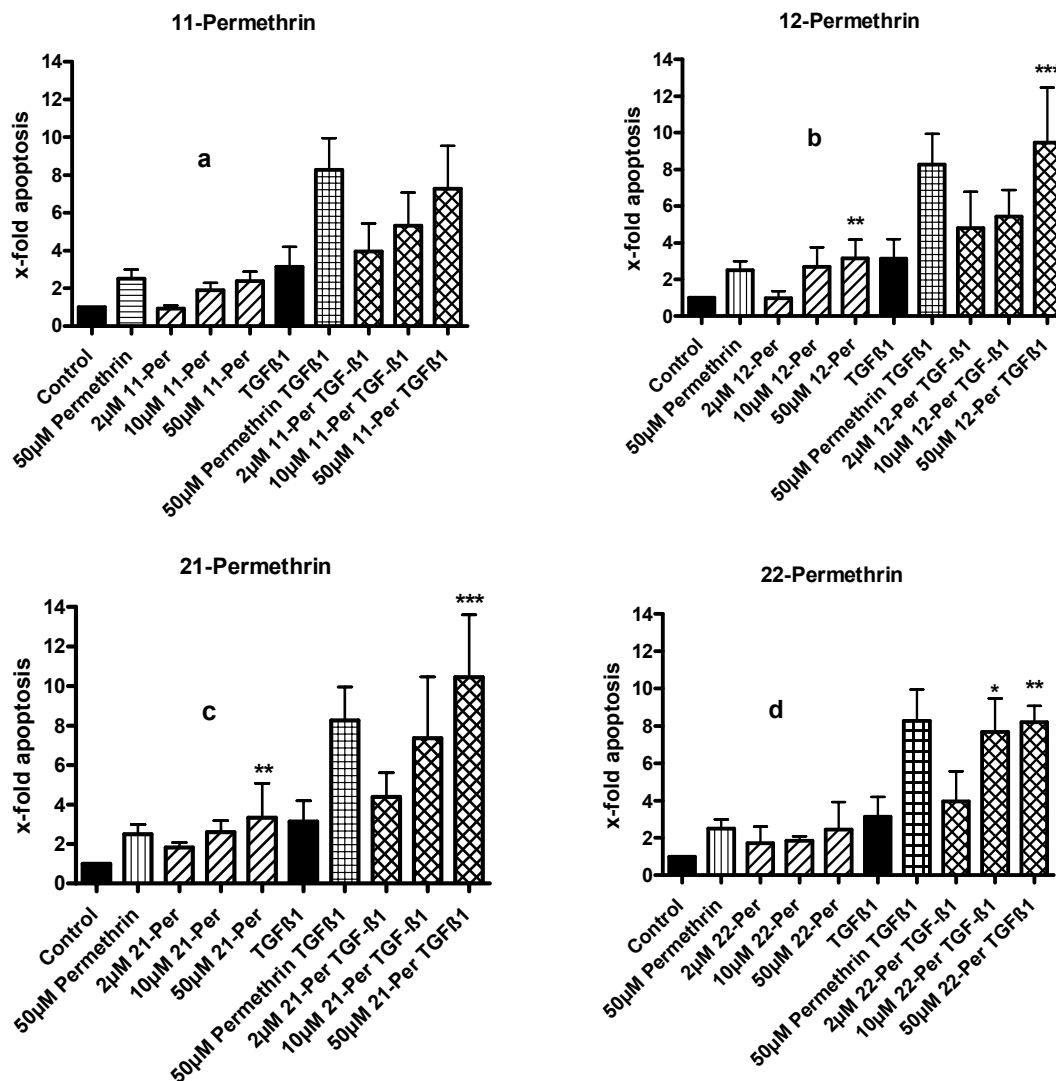 11-Permethrin
x-fold apoptosis
14
12
10
8
6
4
2
0
a
Control
50µM Permethrin
2µM 11-Per
10µM 11-Per
50µM 11-Per
TGFß1
50µM Permethrin TGFß1
2µM 11-Per TGF-ß1
10µM 11-Per TGF-ß1
50µM 11-Per TGFß1
12-Permethrin
x-fold apoptosis
14
12
10
8
6
4
2
0
b
**
***
Control
50µM Permethrin
2µM 12-Per
10µM 12-Per
50µM 12-Per
TGFß1
50µM Permethrin TGFß1
2µM 12-Per TGF-ß1
10µM 12-Per TGF-ß1
50µM 12-Per TGFß1
21-Permethrin
x-fold apoptosis
14
12
10
8
6
4
2
0
c
**
***
Control
50µM Permethrin
2µM 21-Per
10µM 21-Per
50µM 21-Per
TGFß1
50µM Permethrin TGFß1
2µM 21-Per TGF-ß1
10µM 21-Per TGF-ß1
50µM 21-Per TGFß1
22-Permethrin
x-fold apoptosis
14
12
10
8
6
4
2
0
d
*
**
Control
50µM Permethrin
2µM 22-Per
10µM 22-Per
50µM 22-Per
TGFß1
50µM Permethrin TGFß1
2µM 22-Per TGF-ß1
10µM 22-Per TGF-ß1
50µM 22-Per TGFß1